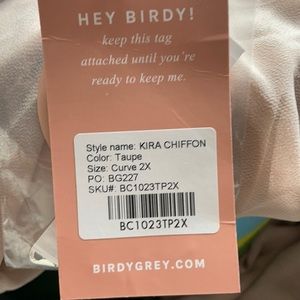 HEY BIRDY!
keep this tag
attached until you're
ready to keep me.
Style name: KIRA CHIFFON
Color: Taupe
Size: Curve 2X
PO: BG227
SKU#: BC1023TP2X
BC1023TP2X
BIRDYGREY.COM